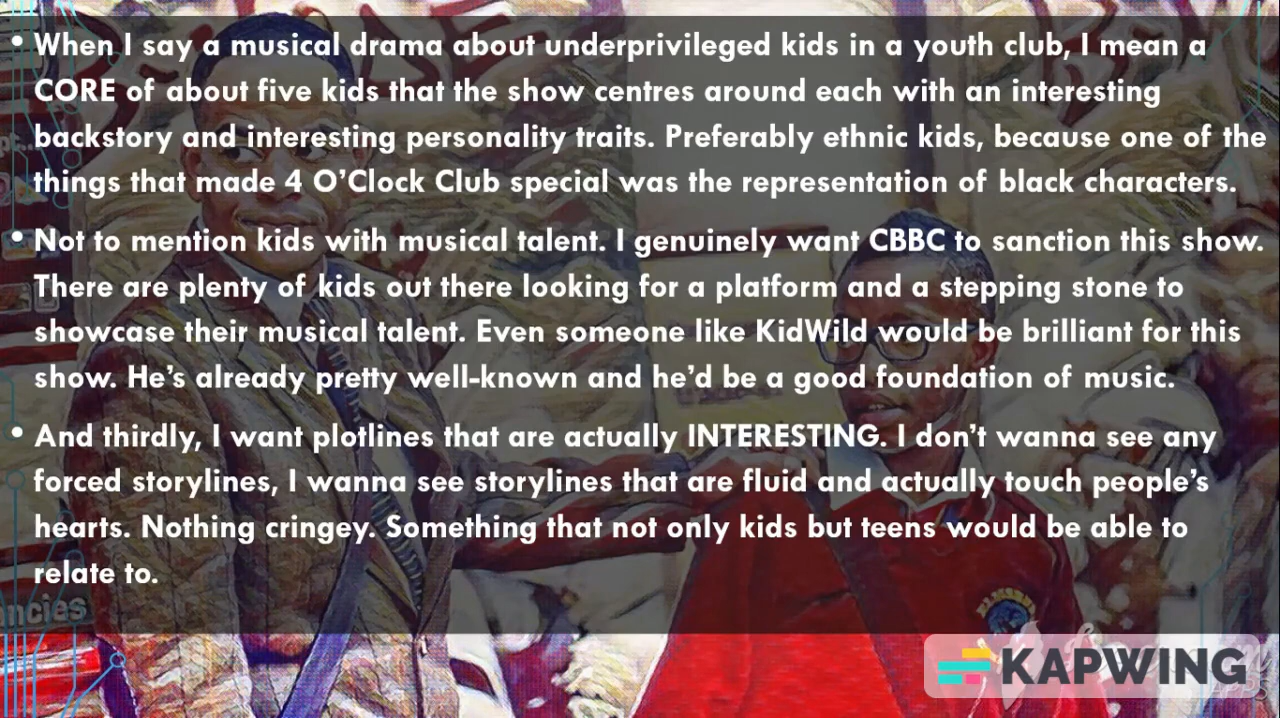 • When I say a musical drama about underprivileged kids in a youth club, I mean a
CORE of about five kids that the show centres around each with an interesting
backstory and interesting personality traits. Preferably ethnic kids, because one of the
things that made 4 O’Clock Club special was the representation of black characters.
• Not to mention kids with musical talent. I genuinely want CBBC to sanction this show.
There are plenty of kids out there looking for a platform and a stepping stone to
showcase their musical talent. Even someone like KidWild would be brilliant for this
show. He’s already pretty well-known and he’d be a good foundation of music.
• And thirdly, I want plotlines that are actually INTERESTING. I don’t wanna see any
forced storylines, I wanna see storylines that are fluid and actually touch people’s
hearts. Nothing cringey. Something that not only kids but teens would be able to
relate to.
ncies
KAPWING